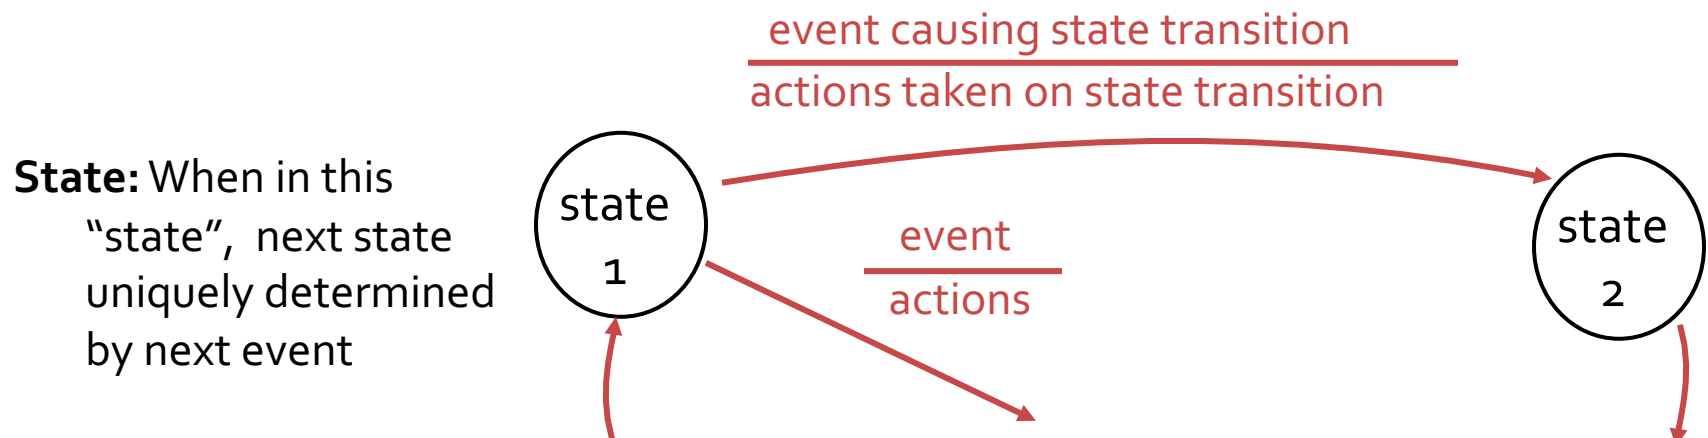 event causing state transition
actions taken on state transition
State: When in this
“state”,  next state
uniquely determined
by next event
state
1
event
actions
state
2